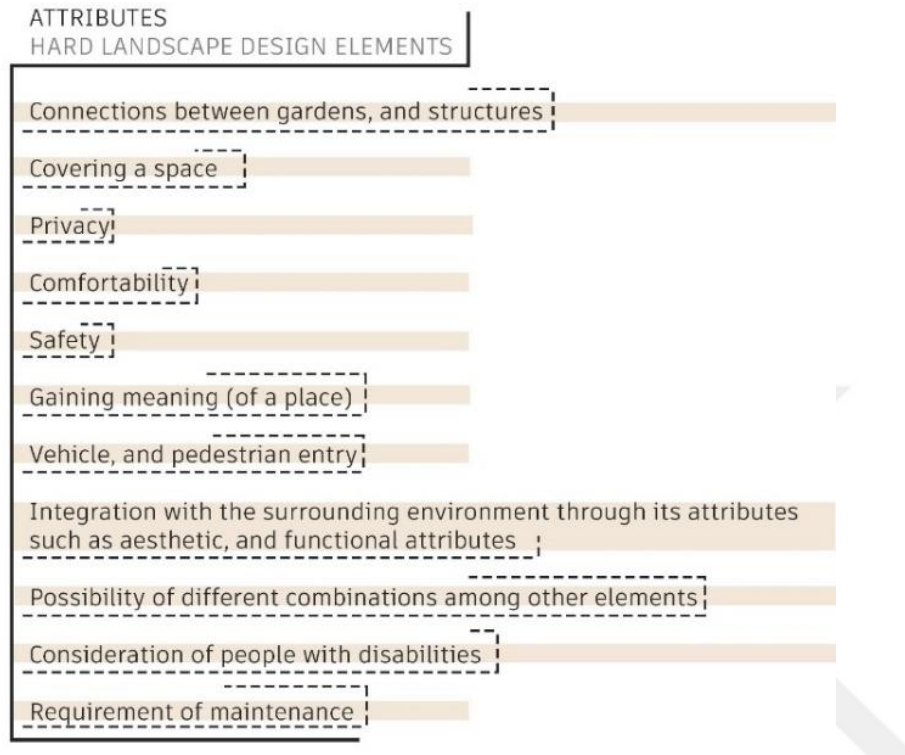 ATTRIBUTES
HARD LANDSCAPE DESIGN ELEMENTS
Connections between gardens, and structures
Covering a space
Privacy
Comfortability
Safety
Gaining meaning (of a place)
Vehicle, and pedestrian entry
Integration with the surrounding environment through its attributes
such as aesthetic, and functional attributes
Possibility of different combinations among other elements
Consideration of people with disabilities
Requirement of maintenance